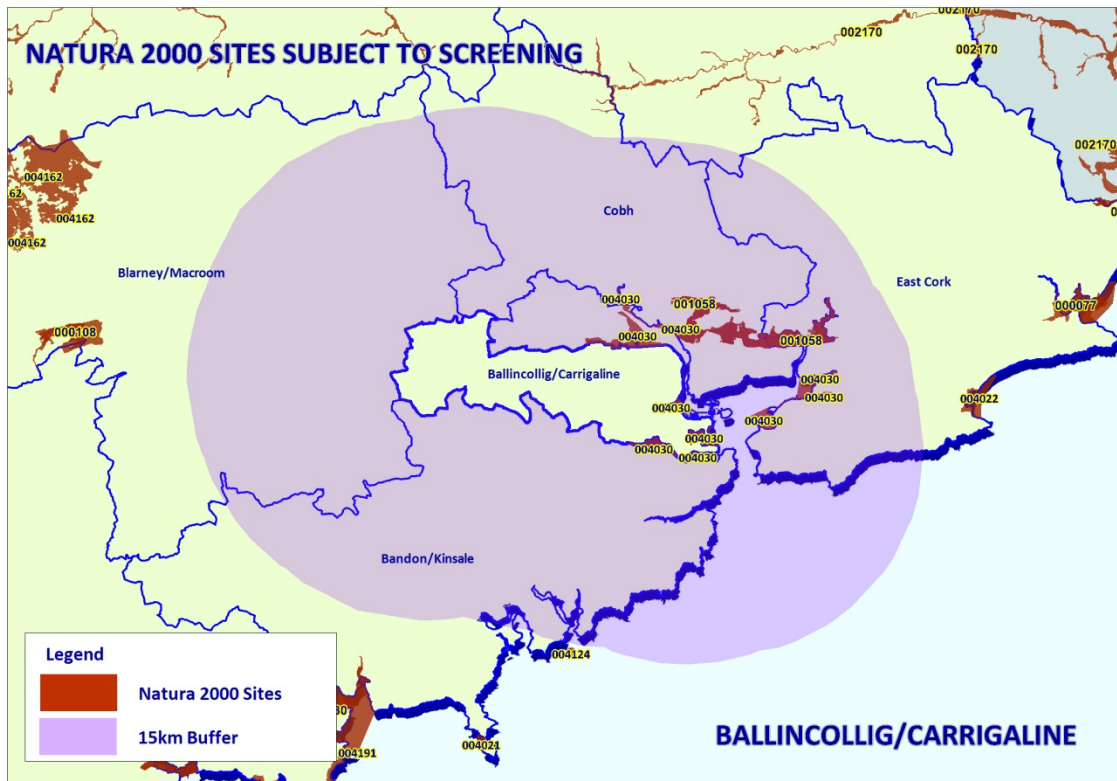 002170
NATURA 2000 SITES SUBJECT TO SCREENING
002170
002170
002170
004162
004162
004162
Cobh
Blarney/Macroom
East Cork
004030
001058
000077
000108
004030
004030
001058
Ballincollig/Carrigaline
004030
004030
004022
004030
004030
004030
004030
004030
Bandon/Kinsale
004124
Legend
Natura 2000 Sites
15km Buffer
004021
004191
BALLINCOLLIG/CARRIGALINE